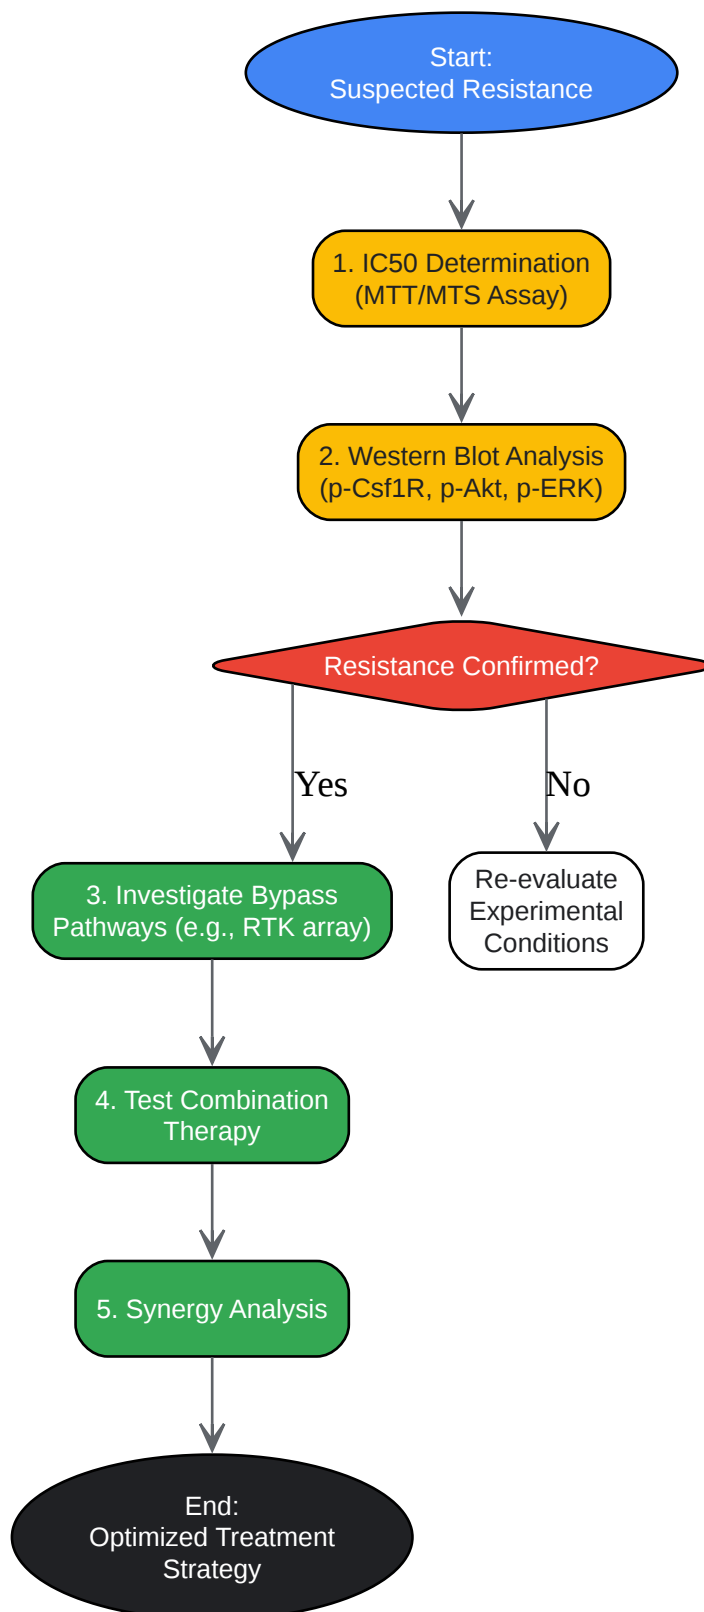 Start:
Suspected Resistance
1. IC50 Determination
(MTT/MTS Assay)
2. Western Blot Analysis
(p-Csf1R, p-Akt, p-ERK)
Resistance Confirmed?
Yes
No
3. Investigate Bypass
Pathways (e.g., RTK array)
Re-evaluate
Experimental
Conditions
4. Test Combination
Therapy
5. Synergy Analysis
End:
Optimized Treatment
Strategy